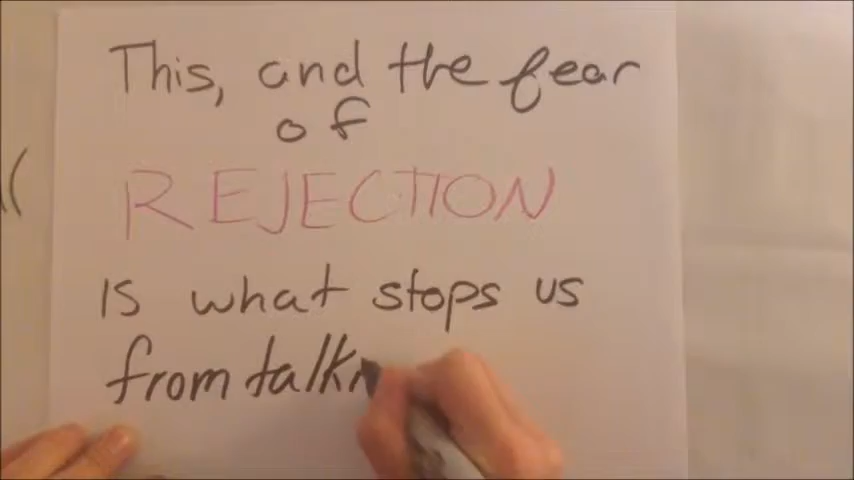 This, and the fear
of
REJECTION
IS what stops us
from talk